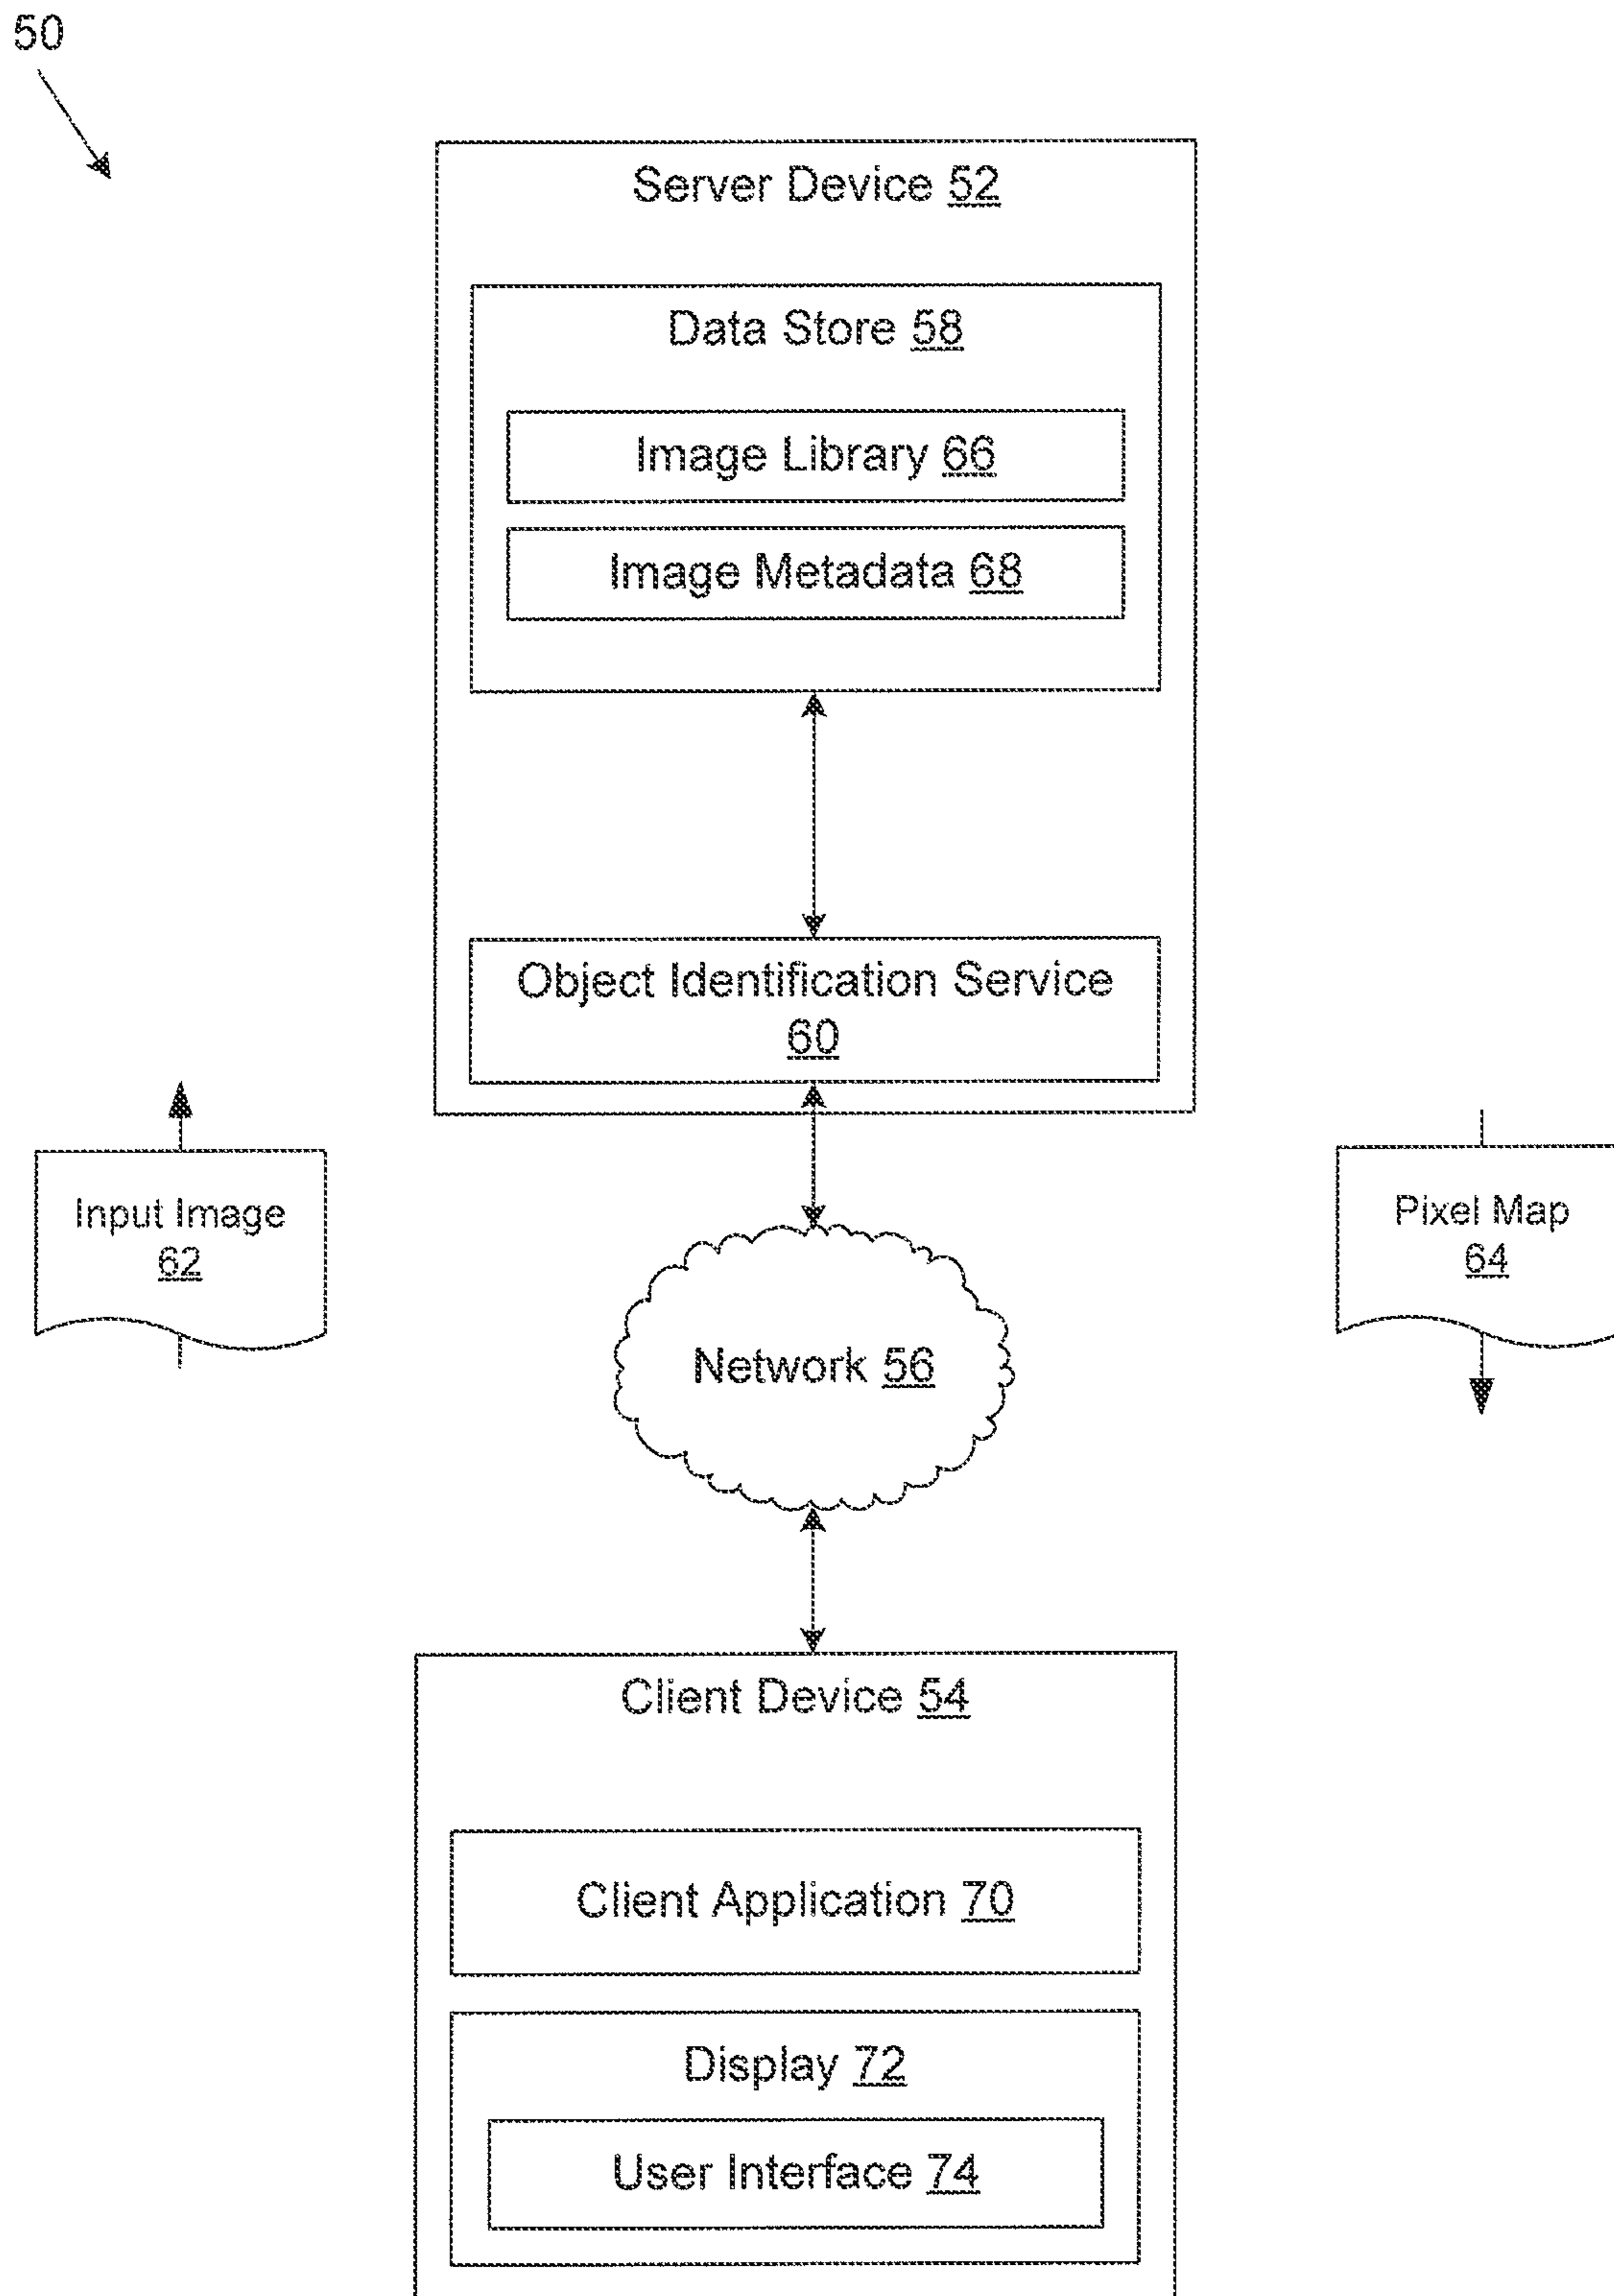 50
Server Device 52
Data Store 58
Image Library 66
Image Metadata 68
Object Identification Service
60
Input Image
62
Pixel Map
64
Network 56
Client Device 54
Client Application 70
Display 72
User Interface 74